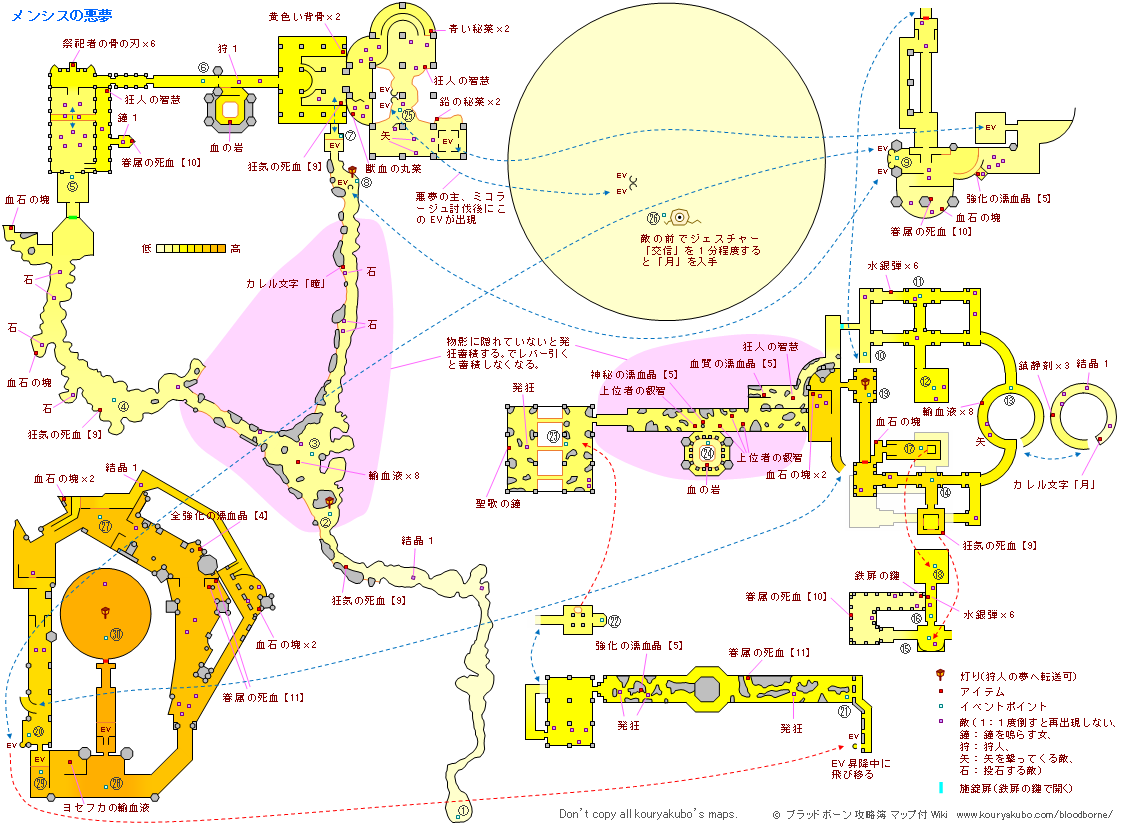 メンシスの悪夢
黄色い背骨×2
青い秘薬×2
祭祀者の骨の刃×6
⑥
狩 1
狂人の智慧
狂人の智慧
EV
鉛の秘薬×2
鐘 1
EV
㉕
矢
EV
EV
⑦
血の岩
眷属の死血【10】
狂気の死血【9】
獣血の丸薬
⑤
EV
⑧
悪夢の主、ミコラ
ージュ討伐後にこ
の EVが出現
血石の塊
低
高
石
カレル文字「瞳」
石
石
石
血石の塊
石
④
狂気の死血【9】
③
輸血液×8
②
物影に隠れていないと発
狂審積する。でレバー引く
と審積しなくなる。
EV
EV
㉖
敵の前でジェスチャー
「交信」を１分程度する
と「月」を入手
EV
EV
EV
⑨
強化の濡血晶【5】
血石の塊
眷属の死血【10】
水銀弾×6
⑪
⑩
狂人の智慧
血質の濡血晶【5】
神秘の濡血晶【5】
上位者の叡智
発狂
㉓
㉔
上位者の叡智
血石の塊×2
血の岩
聖歌の鐘
⑫
鎮静剤×3
結晶 1
⑲
輸血液×8
⑬
血石の塊
矢
⑰
カレル文字「月」
⑭
狂気の死血【9】
⑱
鉄扉の鍵
眷属の死血【10】
水銀弾×6
⑯
⑮
結晶 1
血石の塊×2
全強化の濡血晶【4】
㉗
結晶 1
狂気の死血【9】
㉚
血石の塊×2
眷属の死血【11】
⑳
EV
EV
EV
㉙
㉘
ヨセフカの輸血液
①
㉒
強化の濡血晶【5】
眷属の死血【11】
発狂
発狂
㉑
EV
EV 昇降中に
飛び移る
灯り(狩人の夢へ転送可)
アイテム
イベントポイント
敵(１：１度倒すと再出現しない、
鐘：鐘を鳴らす女、
狩：狩人、
矢：矢を撃ってくる敵、
石：投石する敵)
施錠扉(鉄扉の鍵で開く)
Don't copy all kouryakubo's maps.
© ブラッドボーン攻略簿 マップ付 Wiki www.kouryakubo.com/bloodborne/